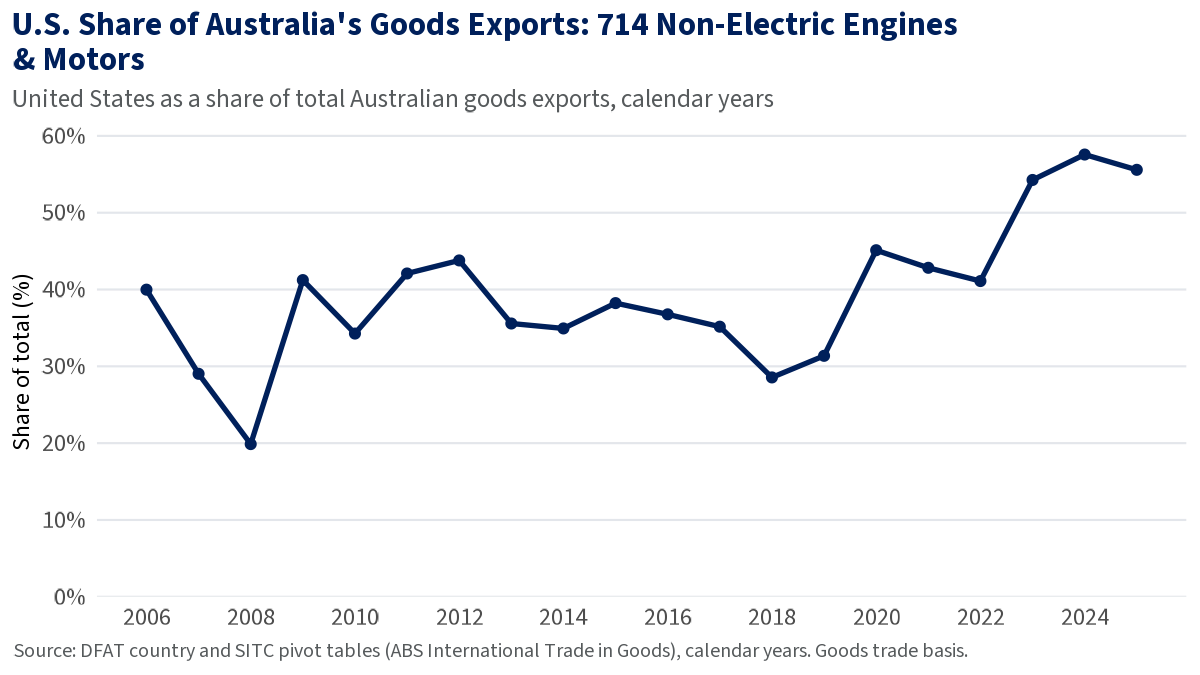 U.S. Share of Australia's Goods Exports: 714 Non-Electric Engines
& Motors
United States as a share of total Australian goods exports, calendar years
Share of total (%)
60%
50%
40%
30%
20%
10%
0%
2006 2008 2010 2012 2014 2016 2018 2020 2022 2024
Source: DFAT country and SITC pivot tables (ABS International Trade in Goods), calendar years. Goods trade basis.